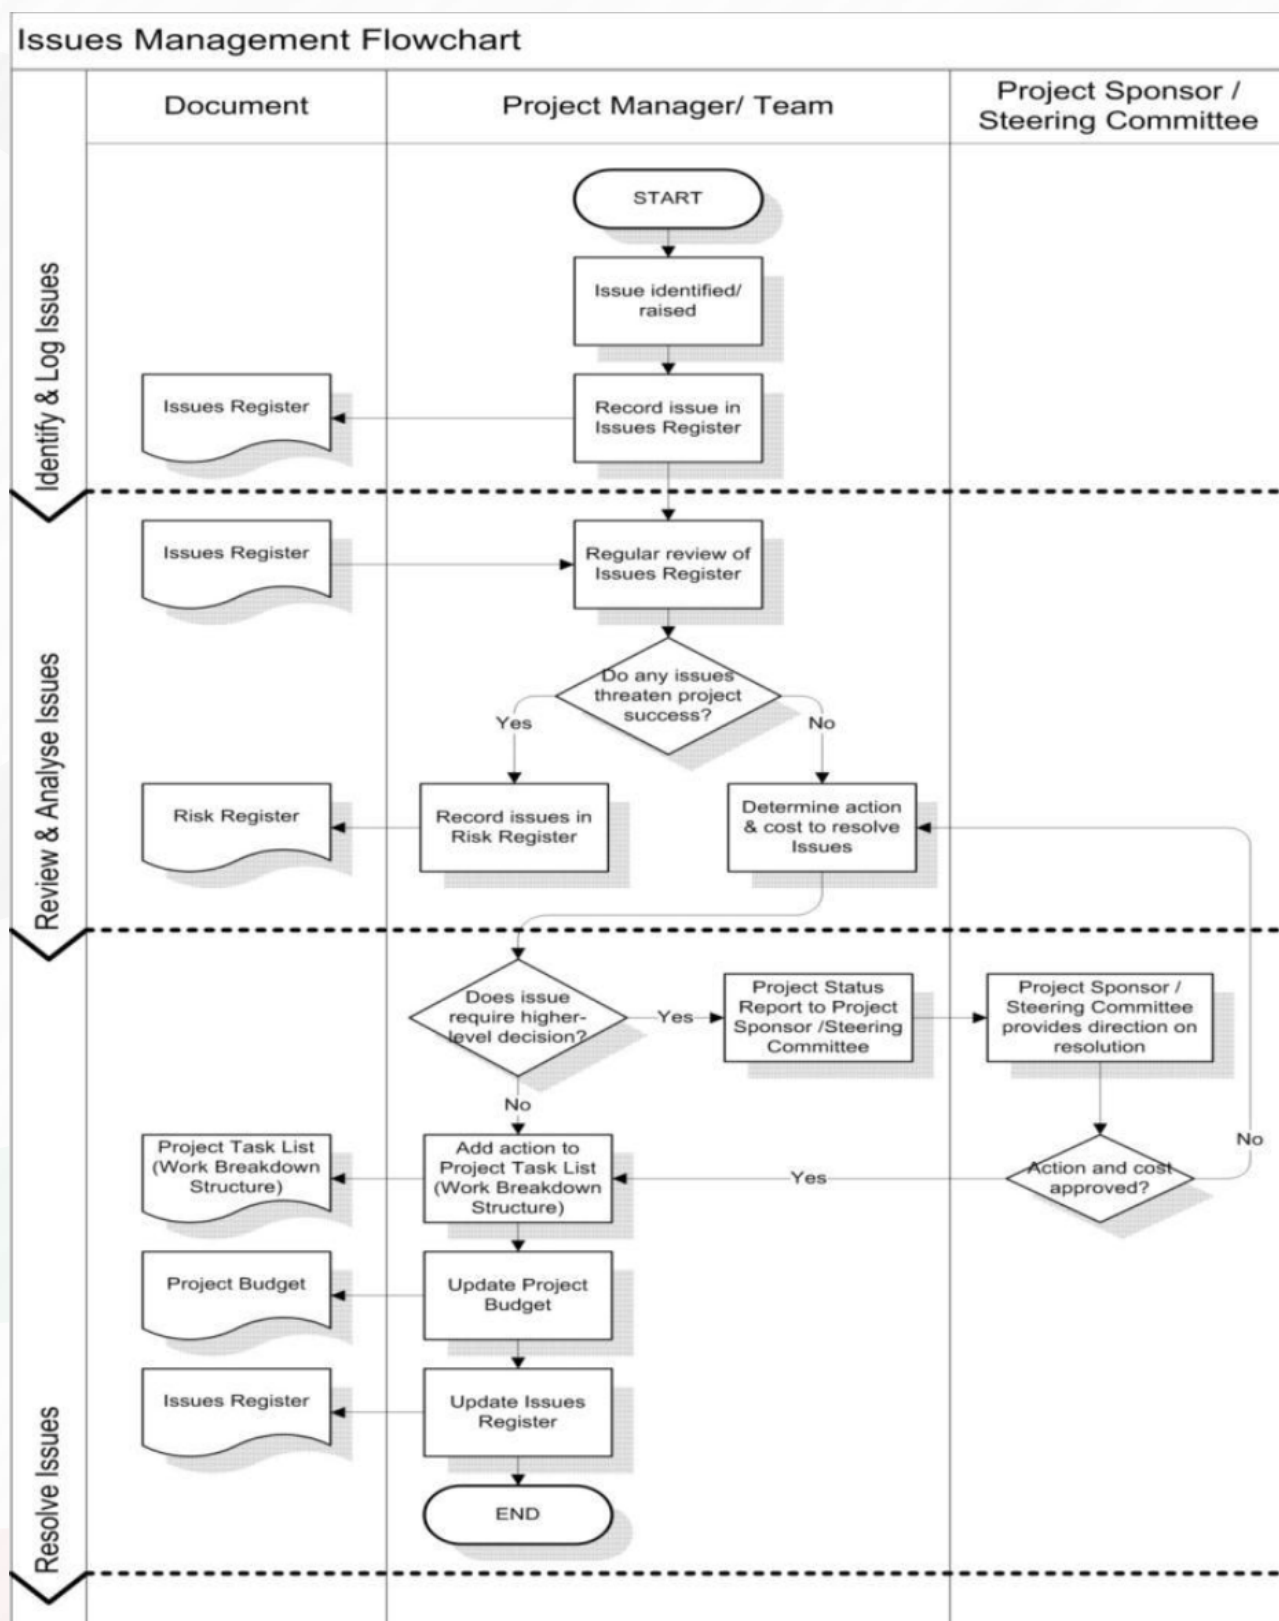 Issues Management Flowchart
Document
Project Manager/ Team
Project Sponsor /
Steering Committee
Identify & Log Issues
START
Issue identified/
raised
Issues Register
Record issue in
Issues Register
Review & Analyse Issues
Issues Register
Regular review of
Issues Register
Do any issues
threaten project
success?
Yes
No
Risk Register
Record issues in
Risk Register
Determine action
& cost to resolve
Issues
Resolve Issues
Does issue
require higher-
level decision?
Yes
Project Status
Report to Project
Sponsor /Steering
Committee
Project Sponsor /
Steering Committee
provides direction on
resolution
No
No
Project Task List
(Work Breakdown
Structure)
Add action to
Project Task List
(Work Breakdown
Structure)
Yes
Action and cost
approved?
Project Budget
Update Project
Budget
Issues Register
Update Issues
Register
END